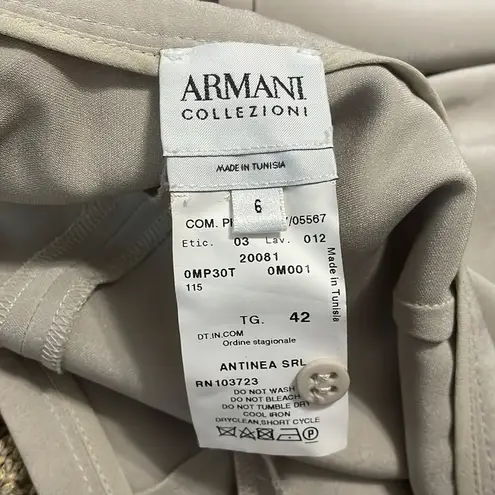 ARMANI
COLLEZIONI
MADE IN TUNISIA
6
COM. /05567
Etic. 03 Lav. 012
20081
0MP30T 0M001
115
Made in Tunisia
TG. 42
DT.IN.COM
Ordine stagionale
ANTINEA SRL
RN103723
DO NOT WASH
DO NOT BLEACH
DO NOT TUMBLE DRY
COOL IRON
DRYCLEAN,SHORT CYCLE
P